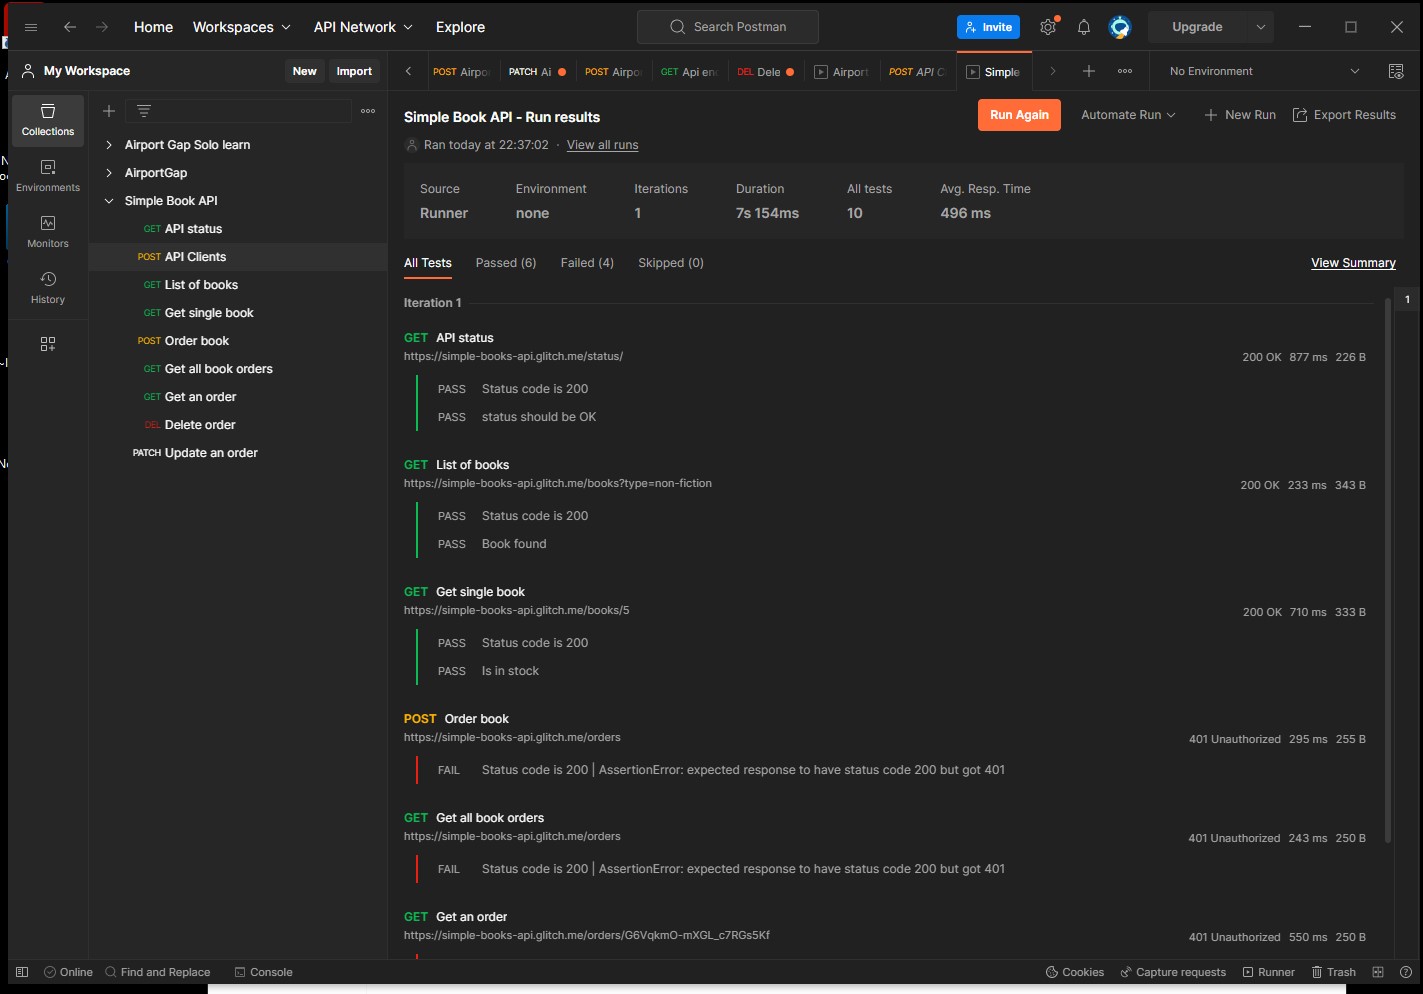 Home
Workspaces
API Network
Explore
Search Postman
Invite
Upgrade
My Workspace
New
Import
POST Airpo
PATCH Ai
POST Airpo
GET Api en
DEL Dele
Airport
POST API C
Simple
No Environment
Collections
Environments
Monitors
History
Airport Gap Solo learn
AirportGap
Simple Book API
GET API status
POST API Clients
GET List of books
GET Get single book
POST Order book
GET Get all book orders
GET Get an order
DEL Delete order
PATCH Update an order
Simple Book API - Run results
Run Again
Automate Run
New Run
Export Results
Ran today at 22:37:02 · View all runs
Source Environment Iterations Duration All tests Avg. Resp. Time
Runner none 1 7s 154ms 10 496 ms
All Tests Passed (6) Failed (4) Skipped (0) View Summary
Iteration 1
1
GET API status
https://simple-books-api.glitch.me/status/
200 OK 877 ms 226 B
PASS Status code is 200
PASS status should be OK
GET List of books
https://simple-books-api.glitch.me/books?type=non-fiction
200 OK 233 ms 343 B
PASS Status code is 200
PASS Book found
GET Get single book
https://simple-books-api.glitch.me/books/5
200 OK 710 ms 333 B
PASS Status code is 200
PASS Is in stock
POST Order book
https://simple-books-api.glitch.me/orders
401 Unauthorized 295 ms 255 B
FAIL Status code is 200 | AssertionError: expected response to have status code 200 but got 401
GET Get all book orders
https://simple-books-api.glitch.me/orders
401 Unauthorized 243 ms 250 B
FAIL Status code is 200 | AssertionError: expected response to have status code 200 but got 401
GET Get an order
https://simple-books-api.glitch.me/orders/G6VqkmO-mXGL_c7RGs5Kf
401 Unauthorized 550 ms 250 B
Online
Find and Replace
Console
Cookies
Capture requests
Runner
Trash